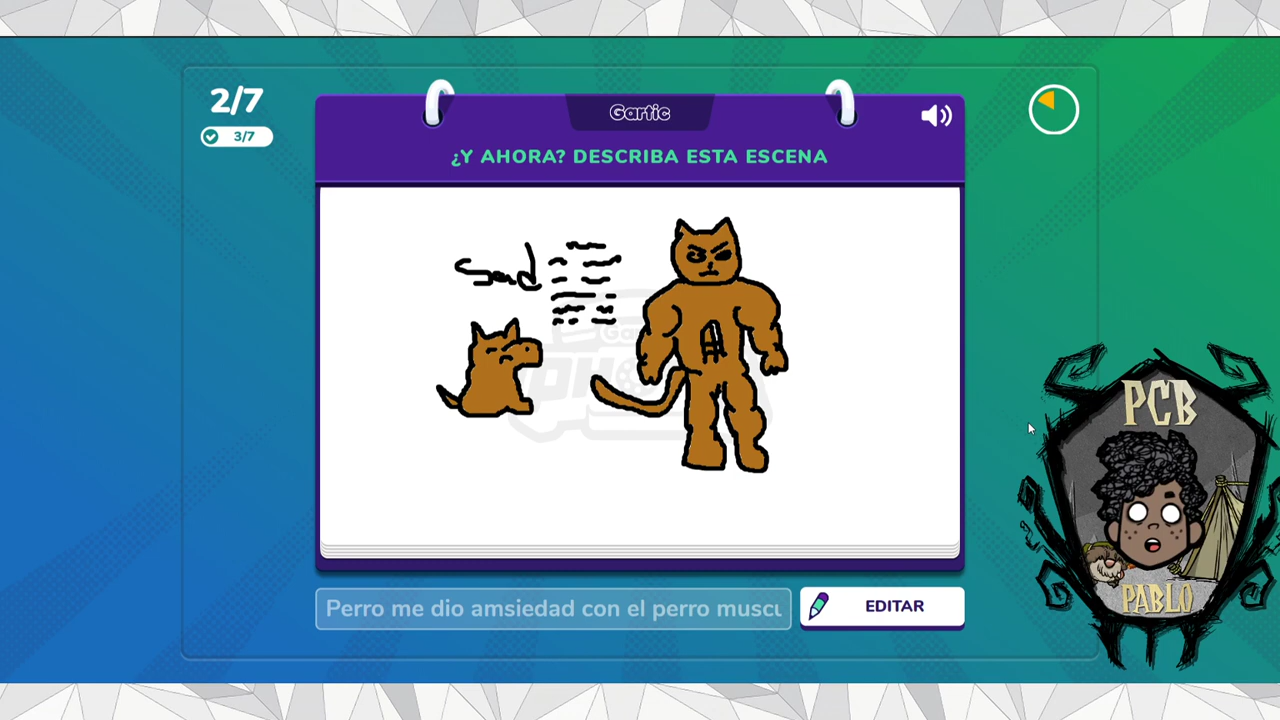 2/7
3/7
Gartic
¿Y AHORA? DESCRIBA ESTA ESCENA
Perro me dio amsiedad con el perro muscu
EDITAR
PCB
PABLO